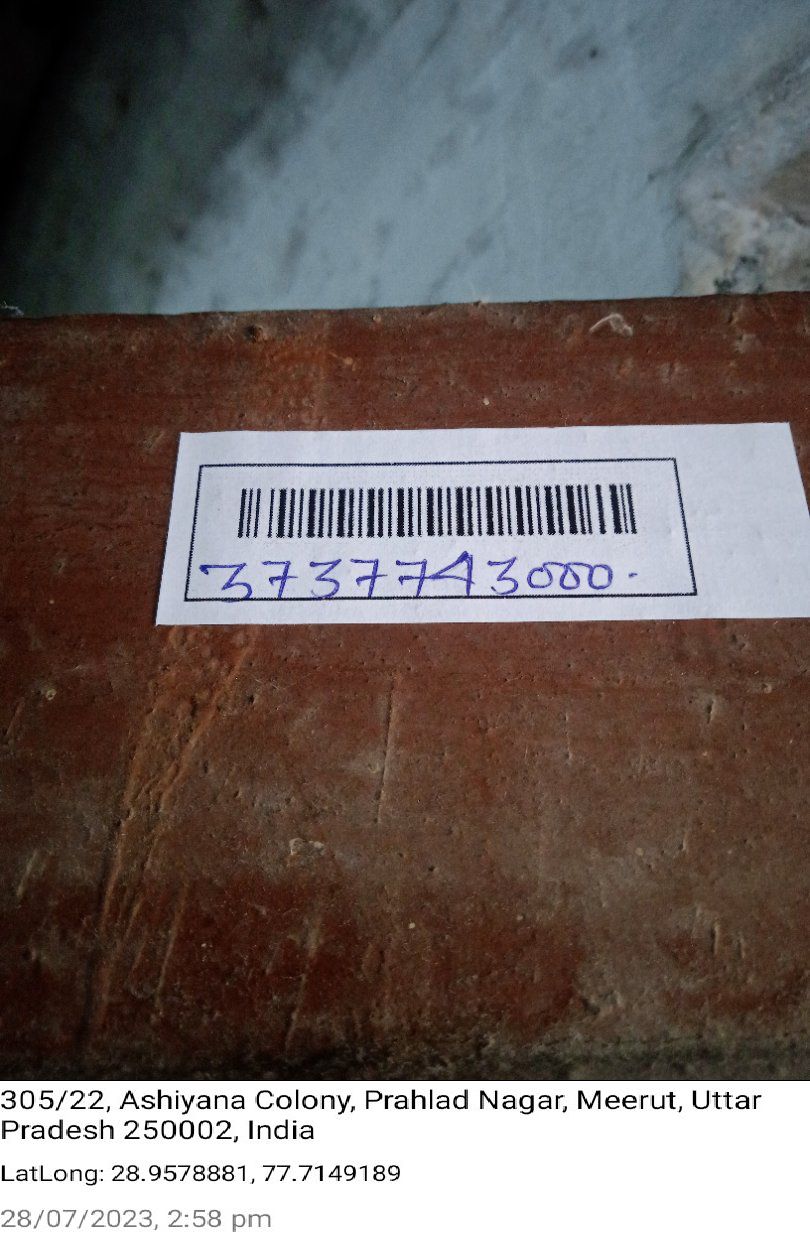 3737743000.
305/22, Ashiyana Colony, Prahlad Nagar, Meerut, Uttar
Pradesh 250002, India
LatLong: 28.9578881, 77.7149189
28/07/2023, 2:58 pm